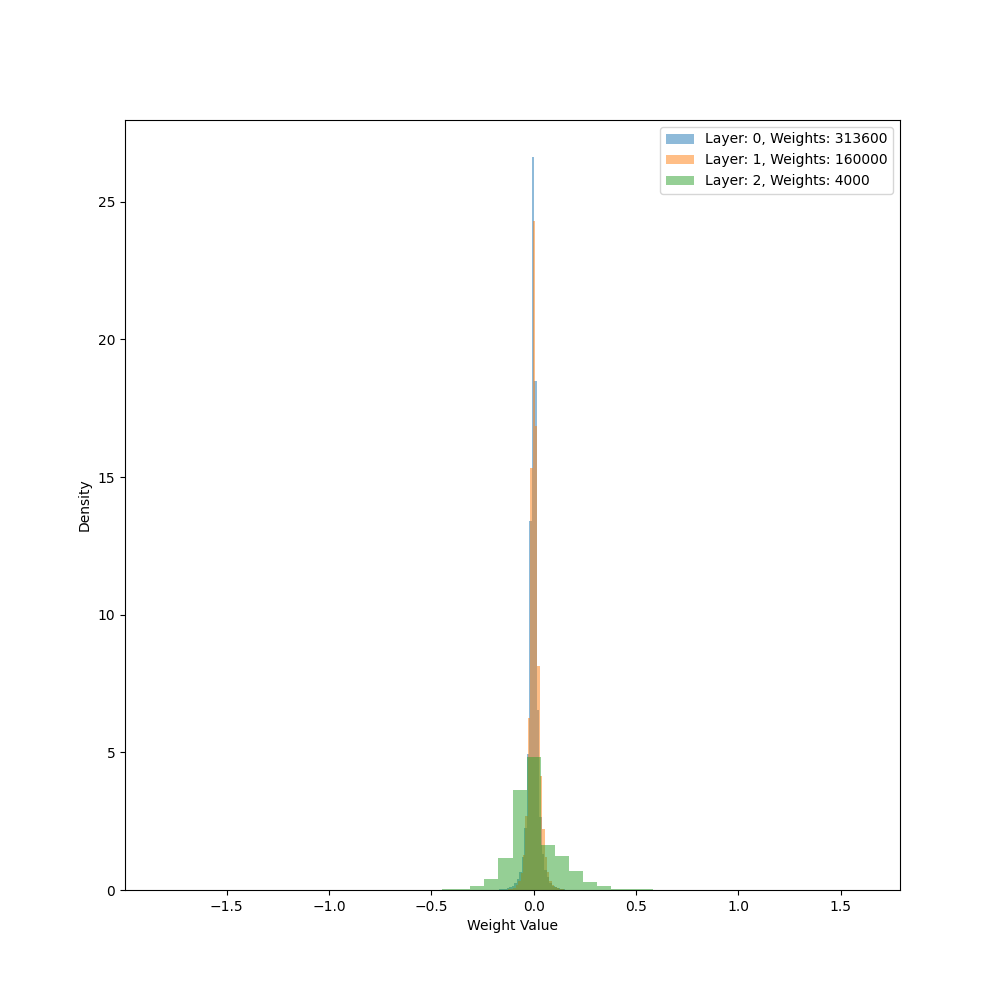 Layer: 0, Weights: 313600
Layer: 1, Weights: 160000
Layer: 2, Weights: 4000
25
20
15
10
5
0
Density
−1.5
−1.0
−0.5
0.0
0.5
1.0
1.5
Weight Value